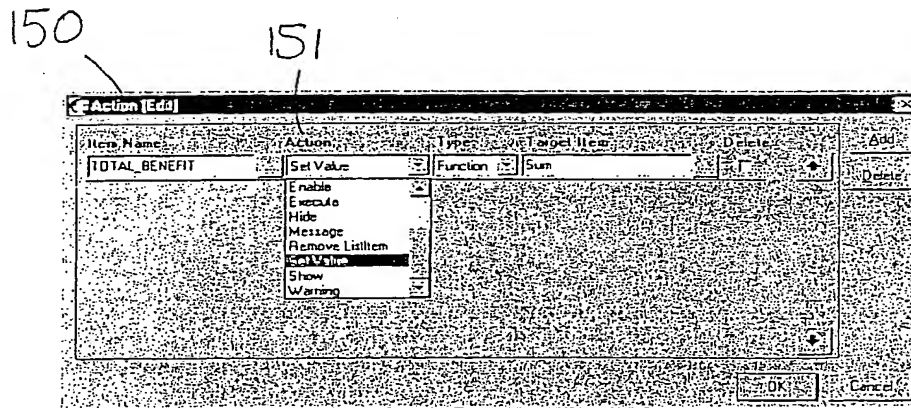 150
151
Action [Edit]
Item Name Action Type Target Item Delete Add
TOTAL_BENEFIT Set Value Function Sum Delete
Enable
Execute
Hide
Message
Remove ListItem
Set Value
Show
Warning
OK Cancel